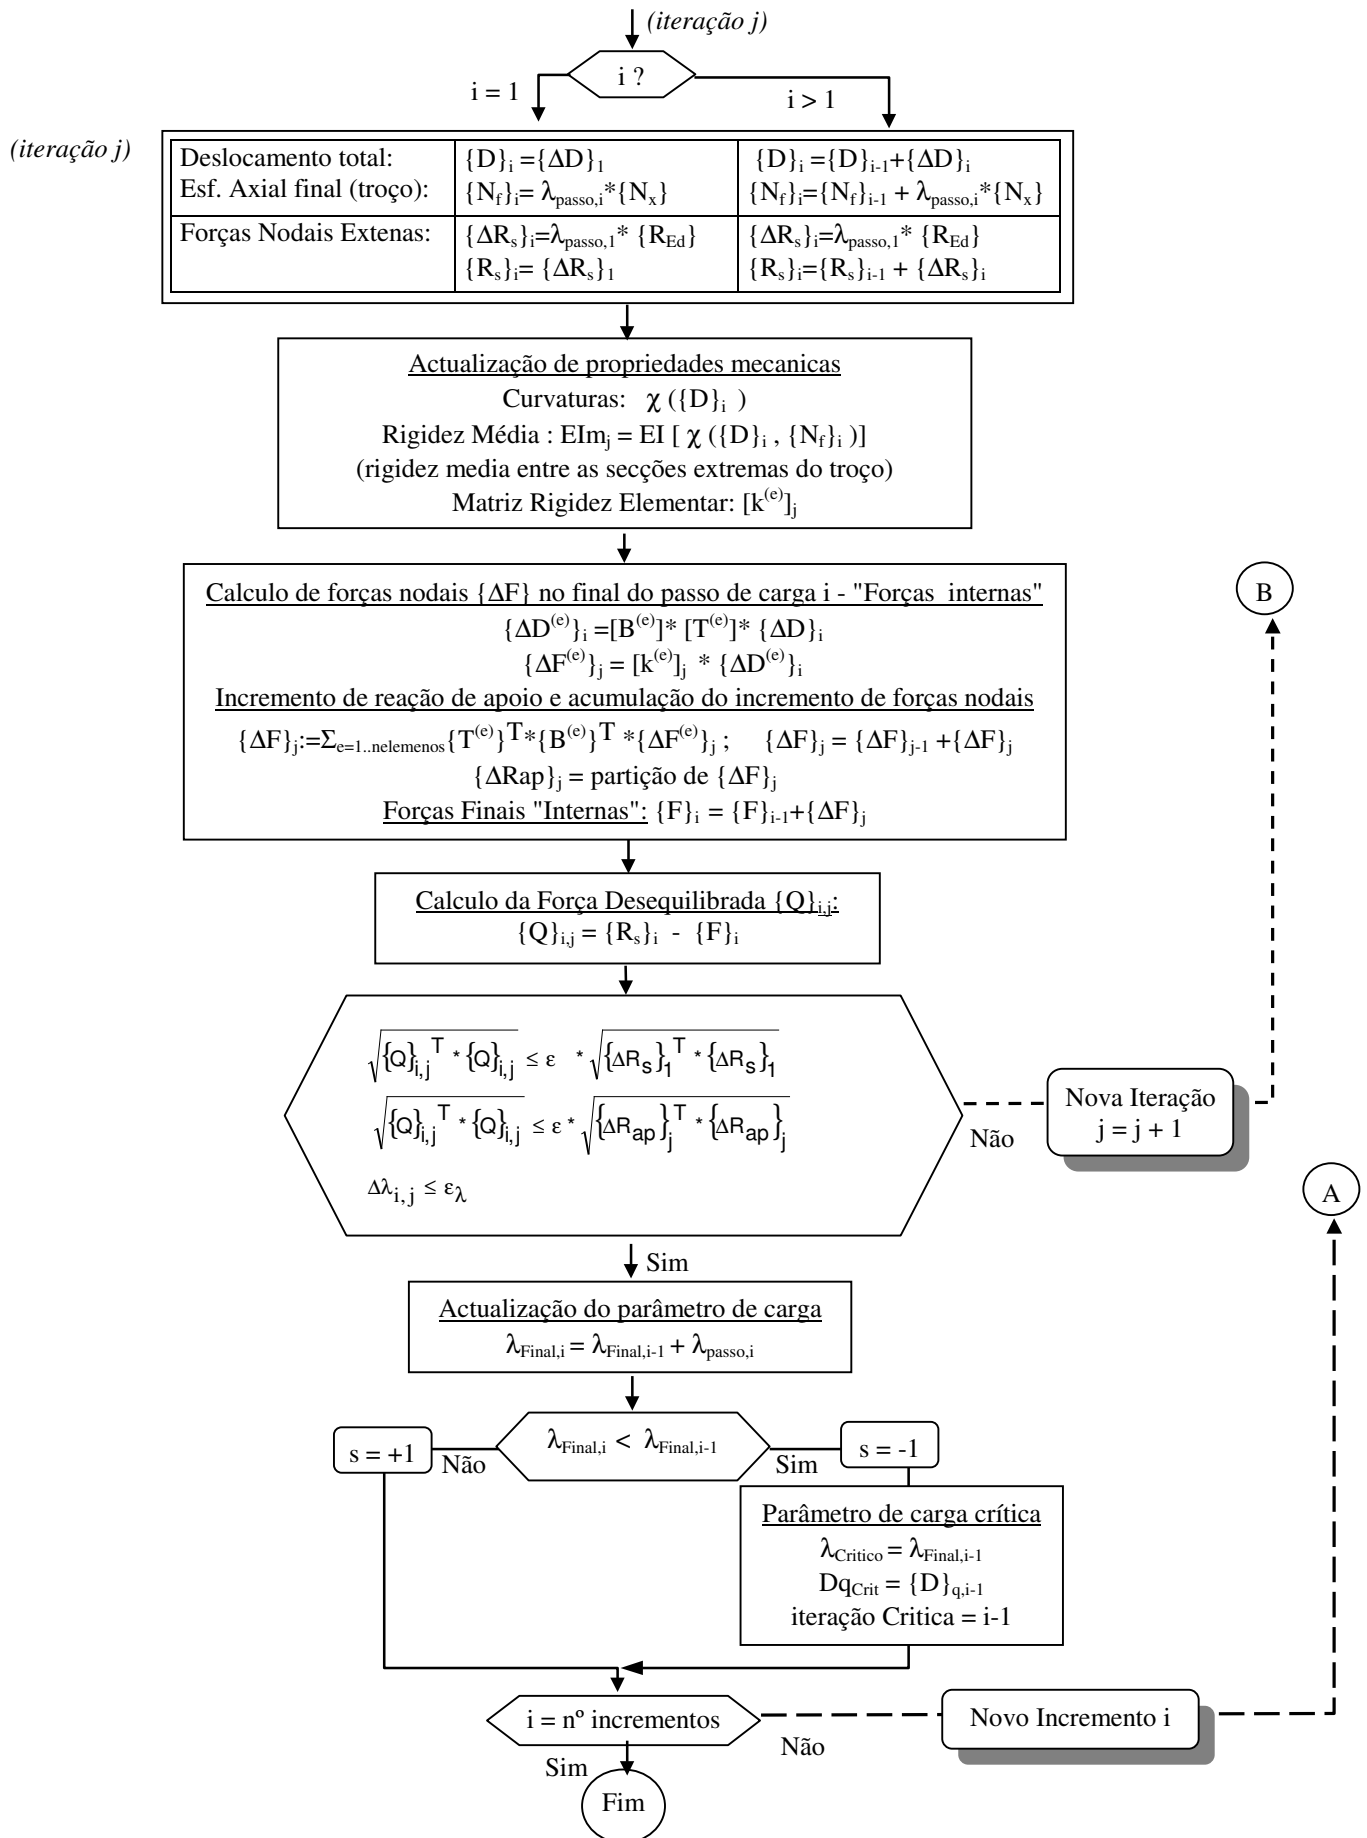 (iteração j)
i ?
i = 1
i > 1
(iteração j)
Deslocamento total:
Esf. Axial final (troço):
{D}i ={ΔD}1
{Nf}i= λpasso,i*{Nx}
{D}i ={D}i-1+{ΔD}i
{Nf}i={Nf}i-1 + λpasso,i*{Nx}
Forças Nodais Extenas:
{ΔRs}i=λpasso,1* {REd}
{Rs}i= {ΔRs}1
{ΔRs}i=λpasso,1* {REd}
{Rs}i={Rs}i-1 + {ΔRs}i
Actualização de propriedades mecanicas
Curvaturas: χ ({D}i )
Rigidez Média : EImj = EI [ χ ({D}i , {Nf}i )]
(rigidez media entre as secções extremas do troço)
Matriz Rigidez Elementar: [k(e)]j
B
Calculo de forças nodais {ΔF} no final do passo de carga i - "Forças internas"
{ΔD(e)}i =[B(e)]* [T(e)]* {ΔD}i
{ΔF(e)}j = [k(e)]j * {ΔD(e)}i
Incremento de reação de apoio e acumulação do incremento de forças nodais
{ΔF}j:=Σe=1..nelemenos{T(e)}T*{B(e)}T *{ΔF(e)}j ; {ΔF}j = {ΔF}j-1 +{ΔF}j
{ΔRap}j = partição de {ΔF}j
Forças Finais "Internas": {F}i = {F}i-1+{ΔF}j
Calculo da Força Desequilibrada {Q}i,j:
{Q}i,j = {Rs}i - {F}i
√{Q}i,jT * {Q}i,j ≤ ε * √{ΔRs}1T * {ΔRs}1
√{Q}i,jT * {Q}i,j ≤ ε * √{ΔRap}jT * {ΔRap}j
Δλi,j ≤ ελ
Não
Nova Iteração
j = j + 1
A
Sim
Actualização do parâmetro de carga
λFinal,i = λFinal,i-1 + λpasso,i
s = +1
Não
λFinal,i < λFinal,i-1
Sim
s = -1
Parâmetro de carga crítica
λCritico = λFinal,i-1
DqCrit = {D}q,i-1
iteração Critica = i-1
i = nº incrementos
Não
Novo Incremento i
Sim
Fim